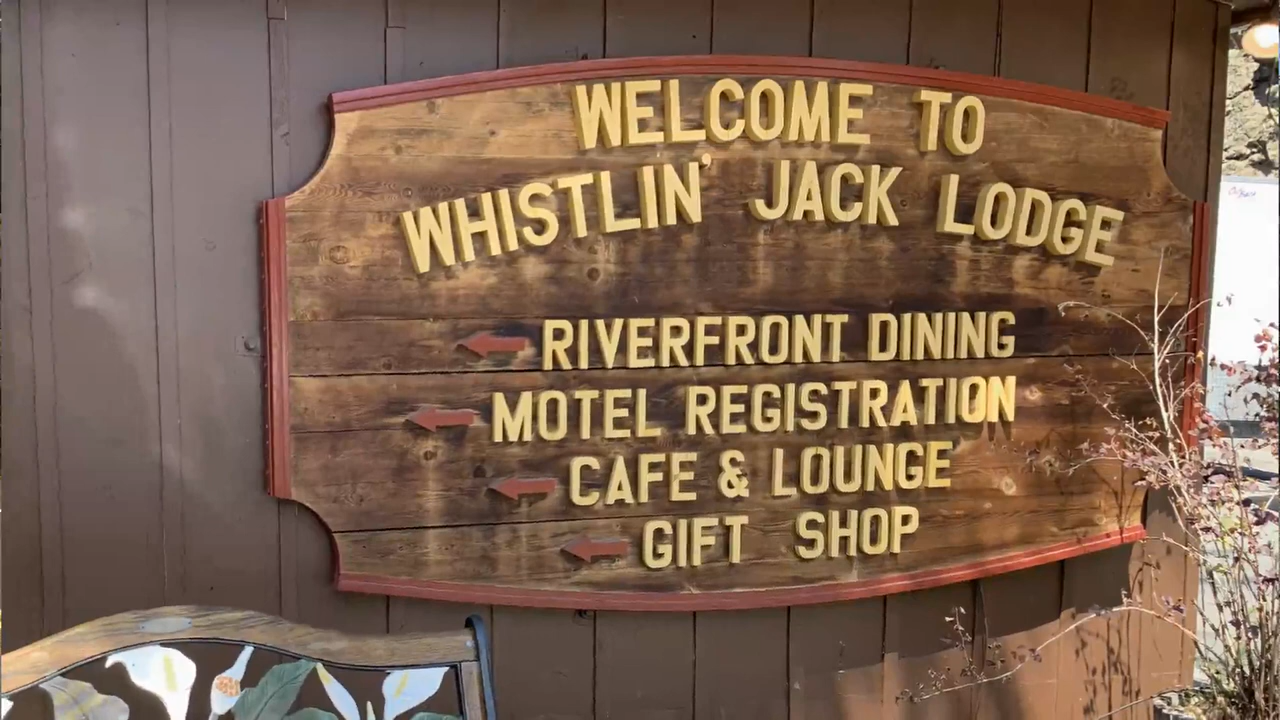 WELCOME TO
WHISTLIN' JACK LODGE
RIVERFRONT DINING
MOTEL REGISTRATION
CAFE & LOUNGE
GIFT SHOP